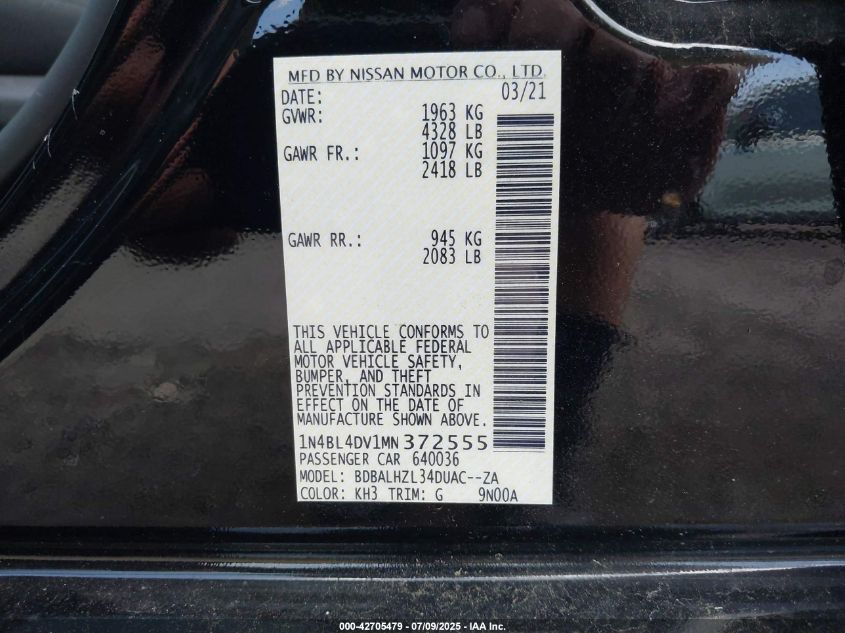 MFD BY NISSAN MOTOR CO., LTD.
DATE: 03/21
GVWR: 1963 KG
4328 LB
GAWR FR.: 1097 KG
2418 LB
GAWR RR.: 945 KG
2083 LB
THIS VEHICLE CONFORMS TO
ALL APPLICABLE FEDERAL
MOTOR VEHICLE SAFETY,
BUMPER, AND THEFT
PREVENTION STANDARDS IN
EFFECT ON THE DATE OF
MANUFACTURE SHOWN ABOVE.
1N4BL4DV1MN372555
PASSENGER CAR 640036
MODEL: BDBALHZL34DUAC--ZA
COLOR: KH3 TRIM: G 9N00A
000-42705479 - 07/09/2025 - IAA Inc.